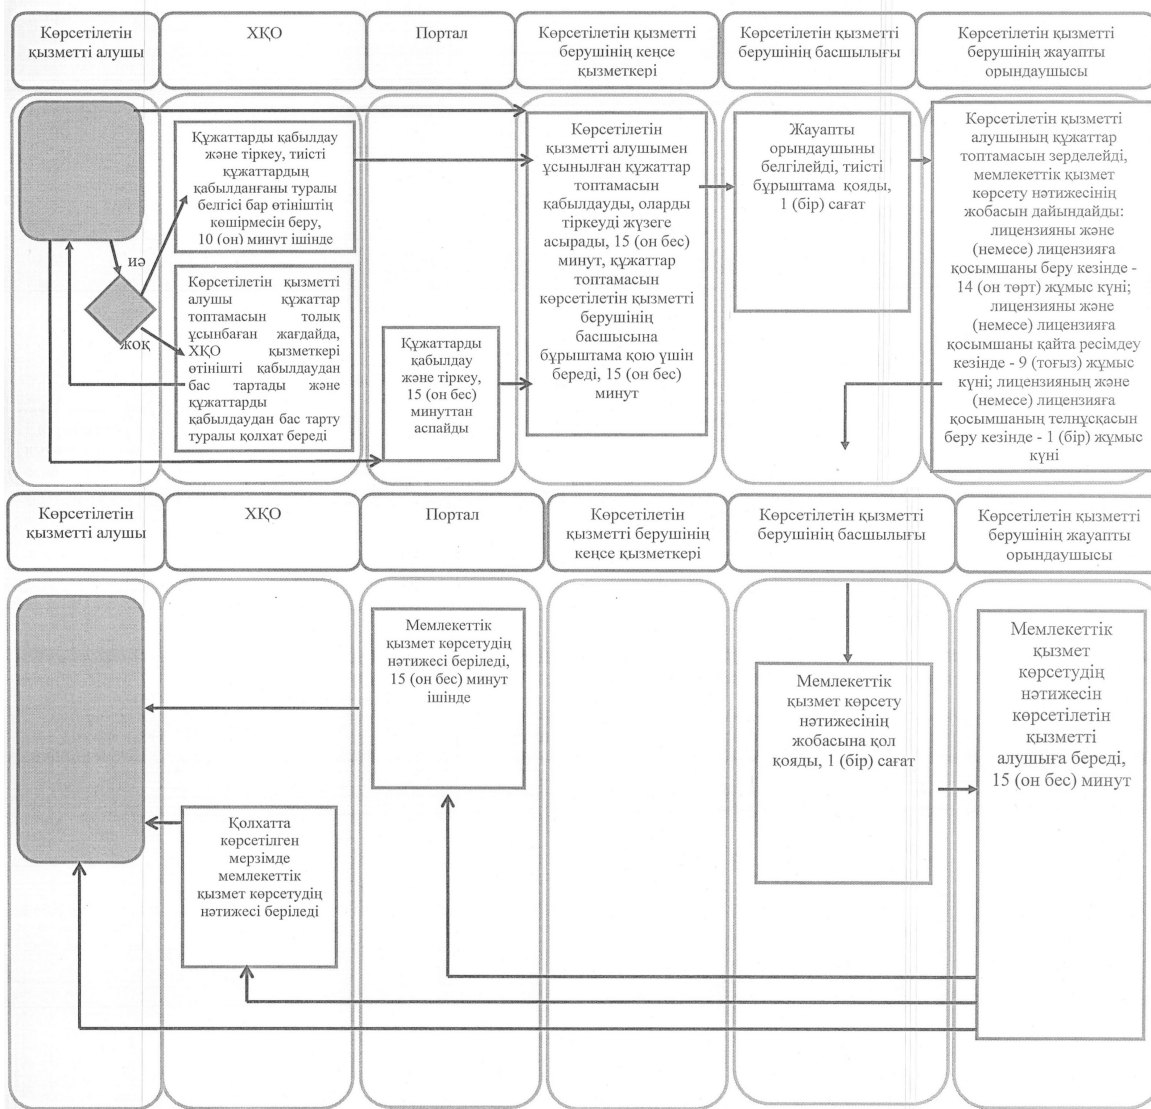 Көрсетілетін
қызметті алушы
ХҚО
Портал
Көрсетілетін қызметті
берушінің кеңсе
қызметкері
Көрсетілетін қызметті
берушінің басшылығы
Көрсетілетін қызметті
берушінің жауапты
орындаушысы
иә
жоқ
Құжаттарды қабылдау
және тіркеу, тиісті
құжаттардың
қабылданғаны туралы
белгісі бар өтініштің
көшірмесін беру,
10 (он) минут ішінде
Көрсетілетін қызметті
алушы құжаттар
топтамасын толық
ұсынбаған жағдайда,
ХҚО қызметкері
өтінішті қабылдаудан
бас тартады және
құжаттарды
қабылдаудан бас тарту
туралы қолхат береді
Құжаттарды
қабылдау
және тіркеу,
15 (он бес)
минуттан
аспайды
Көрсетілетін
қызметті алушымен
ұсынылған құжаттар
топтамасын
қабылдауды, оларды
тіркеуді жүзеге
асырады, 15 (он бес)
минут, құжаттар
топтамасын
көрсетілетін қызметті
берушінің
басшысына
бұрыштама қою үшін
береді, 15 (он бес)
минут
Жауапты
орындаушыны
белгілейді, тиісті
бұрыштама қояды,
1 (бір) сағат
Көрсетілетін қызметті
алушының құжаттар
топтамасын зерделейді,
мемлекеттік қызмет
көрсету нәтижесінің
жобасын дайындайды:
лицензияны және
(немесе) лицензияға
қосымшаны беру кезінде -
14 (он төрт) жұмыс күні;
лицензияны және
(немесе) лицензияға
қосымшаны қайта ресімдеу
кезінде - 9 (тоғыз) жұмыс
күні; лицензияның және
(немесе) лицензияға
қосымшаның телнұсқасын
беру кезінде - 1 (бір) жұмыс
күні
Көрсетілетін
қызметті алушы
ХҚО
Портал
Көрсетілетін
қызметті берушінің
кеңсе қызметкері
Көрсетілетін қызметті
берушінің басшылығы
Көрсетілетін қызметті
берушінің жауапты
орындаушысы
Қолхатта
көрсетілген
мерзімде
мемлекеттік
қызмет көрсетудің
нәтижесі беріледі
Мемлекеттік
қызмет көрсетудің
нәтижесі беріледі,
15 (он бес) минут
ішінде
Мемлекеттік
қызмет көрсету
нәтижесінің
жобасына қол
қояды, 1 (бір) сағат
Мемлекеттік
қызмет
көрсетудің
нәтижесін
көрсетілетін
қызметті
алушыға береді,
15 (он бес) минут